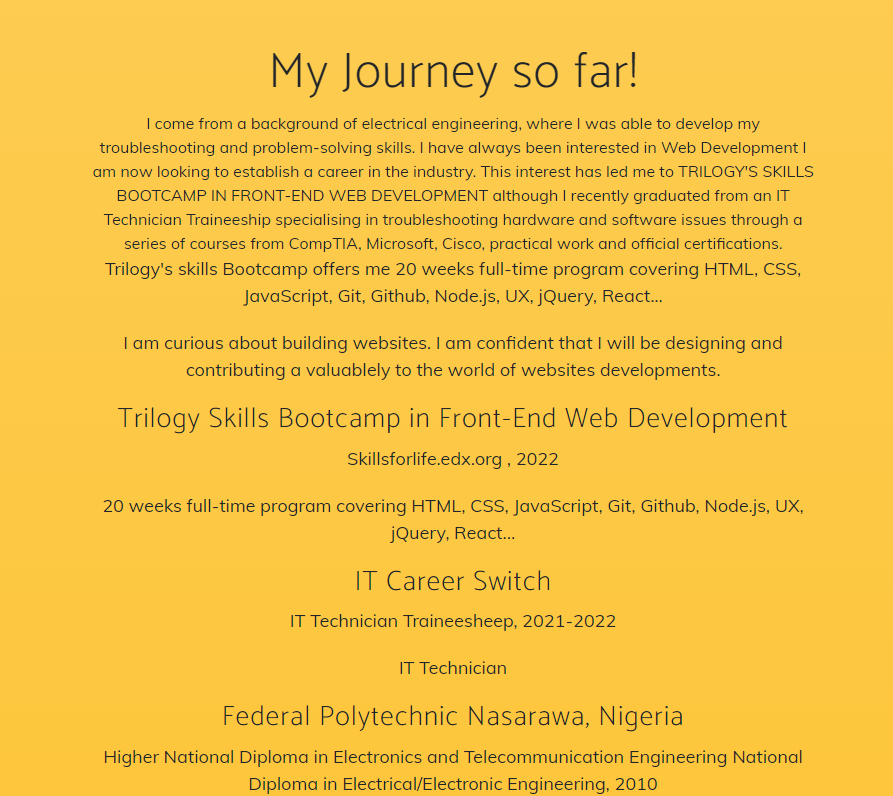 My Journey so far!
I come from a background of electrical engineering, where I was able to develop my
troubleshooting and problem-solving skills. I have always been interested in Web Development I
am now looking to establish a career in the industry. This interest has led me to TRILOGY'S SKILLS
BOOTCAMP IN FRONT-END WEB DEVELOPMENT although I recently graduated from an IT
Technician Traineeship specialising in troubleshooting hardware and software issues through a
series of courses from CompTIA, Microsoft, Cisco, practical work and official certifications.
Trilogy's skills Bootcamp offers me 20 weeks full-time program covering HTML, CSS,
JavaScript, Git, Github, Node.js, UX, jQuery, React...
I am curious about building websites. I am confident that I will be designing and
contributing a valuablely to the world of websites developments.
Trilogy Skills Bootcamp in Front-End Web Development
Skillsforlife.edx.org , 2022
20 weeks full-time program covering HTML, CSS, JavaScript, Git, Github, Node.js, UX,
jQuery, React...
IT Career Switch
IT Technician Traineesheep, 2021-2022
IT Technician
Federal Polytechnic Nasarawa, Nigeria
Higher National Diploma in Electronics and Telecommunication Engineering National
Diploma in Electrical/Electronic Engineering, 2010